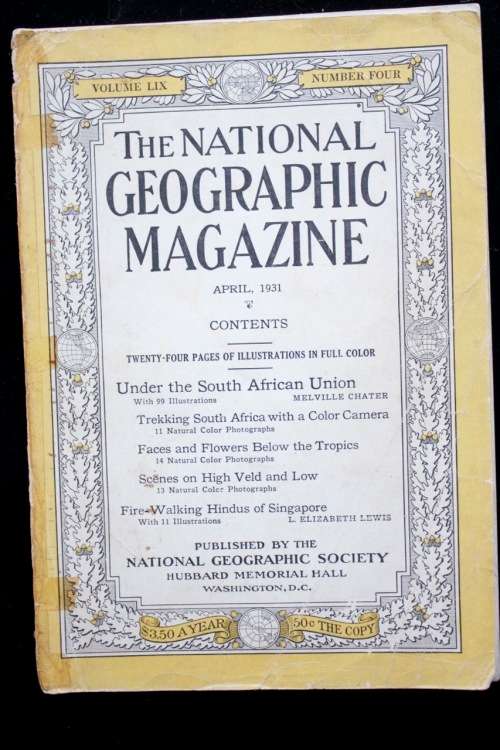 VOLUME LIX
NUMBER FOUR
THE NATIONAL
GEOGRAPHIC
MAGAZINE
APRIL, 1931
CONTENTS
TWENTY-FOUR PAGES OF ILLUSTRATIONS IN FULL COLOR
Under the South African Union
With 99 Illustrations MELVILLE CHATER
Trekking South Africa with a Color Camera
11 Natural Color Photographs
Faces and Flowers Below the Tropics
14 Natural Color Photographs
Scenes on High Veld and Low
13 Natural Color Photographs
Fire-Walking Hindus of Singapore
With 11 Illustrations L. ELIZABETH LEWIS
PUBLISHED BY THE
NATIONAL GEOGRAPHIC SOCIETY
HUBBARD MEMORIAL HALL
WASHINGTON, D.C.
$3.50 A YEAR
50¢ THE COPY